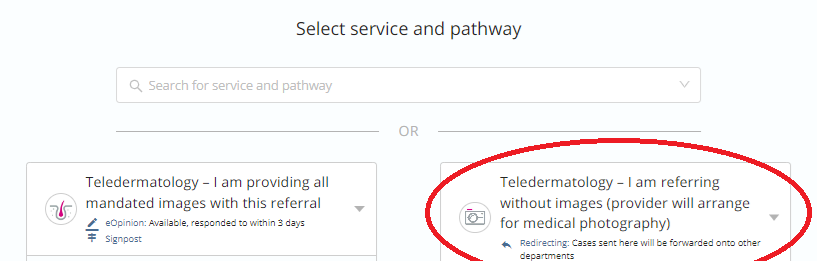 Select service and pathway
Search for service and pathway
OR
Teledermatology – I am providing all
mandated images with this referral
eOpinion: Available, responded to within 3 days
Signpost
Teledermatology – I am referring
without images (provider will arrange
for medical photography)
Redirecting: Cases sent here will be forwarded onto other
departments